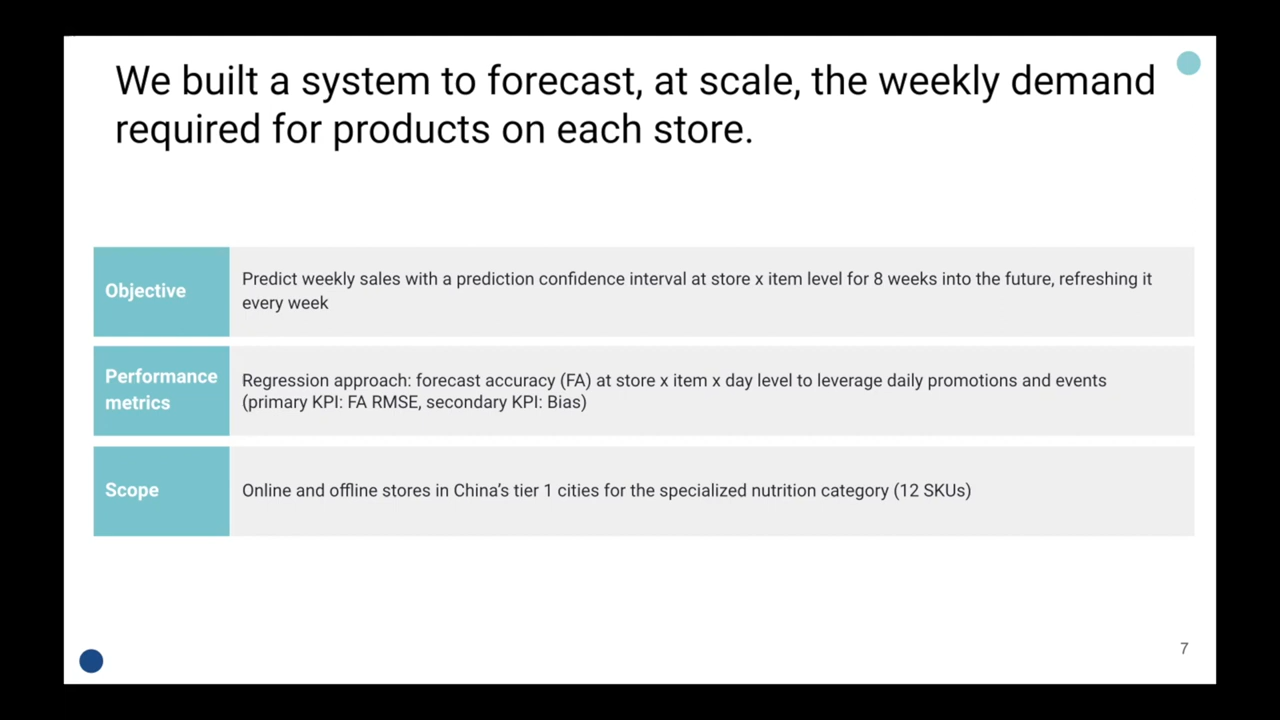 We built a system to forecast, at scale, the weekly demand
required for products on each store.
Objective
Predict weekly sales with a prediction confidence interval at store x item level for 8 weeks into the future, refreshing it
every week
Performance
metrics
Regression approach: forecast accuracy (FA) at store x item x day level to leverage daily promotions and events
(primary KPI: FA RMSE, secondary KPI: Bias)
Scope
Online and offline stores in China’s tier 1 cities for the specialized nutrition category (12 SKUs)
7